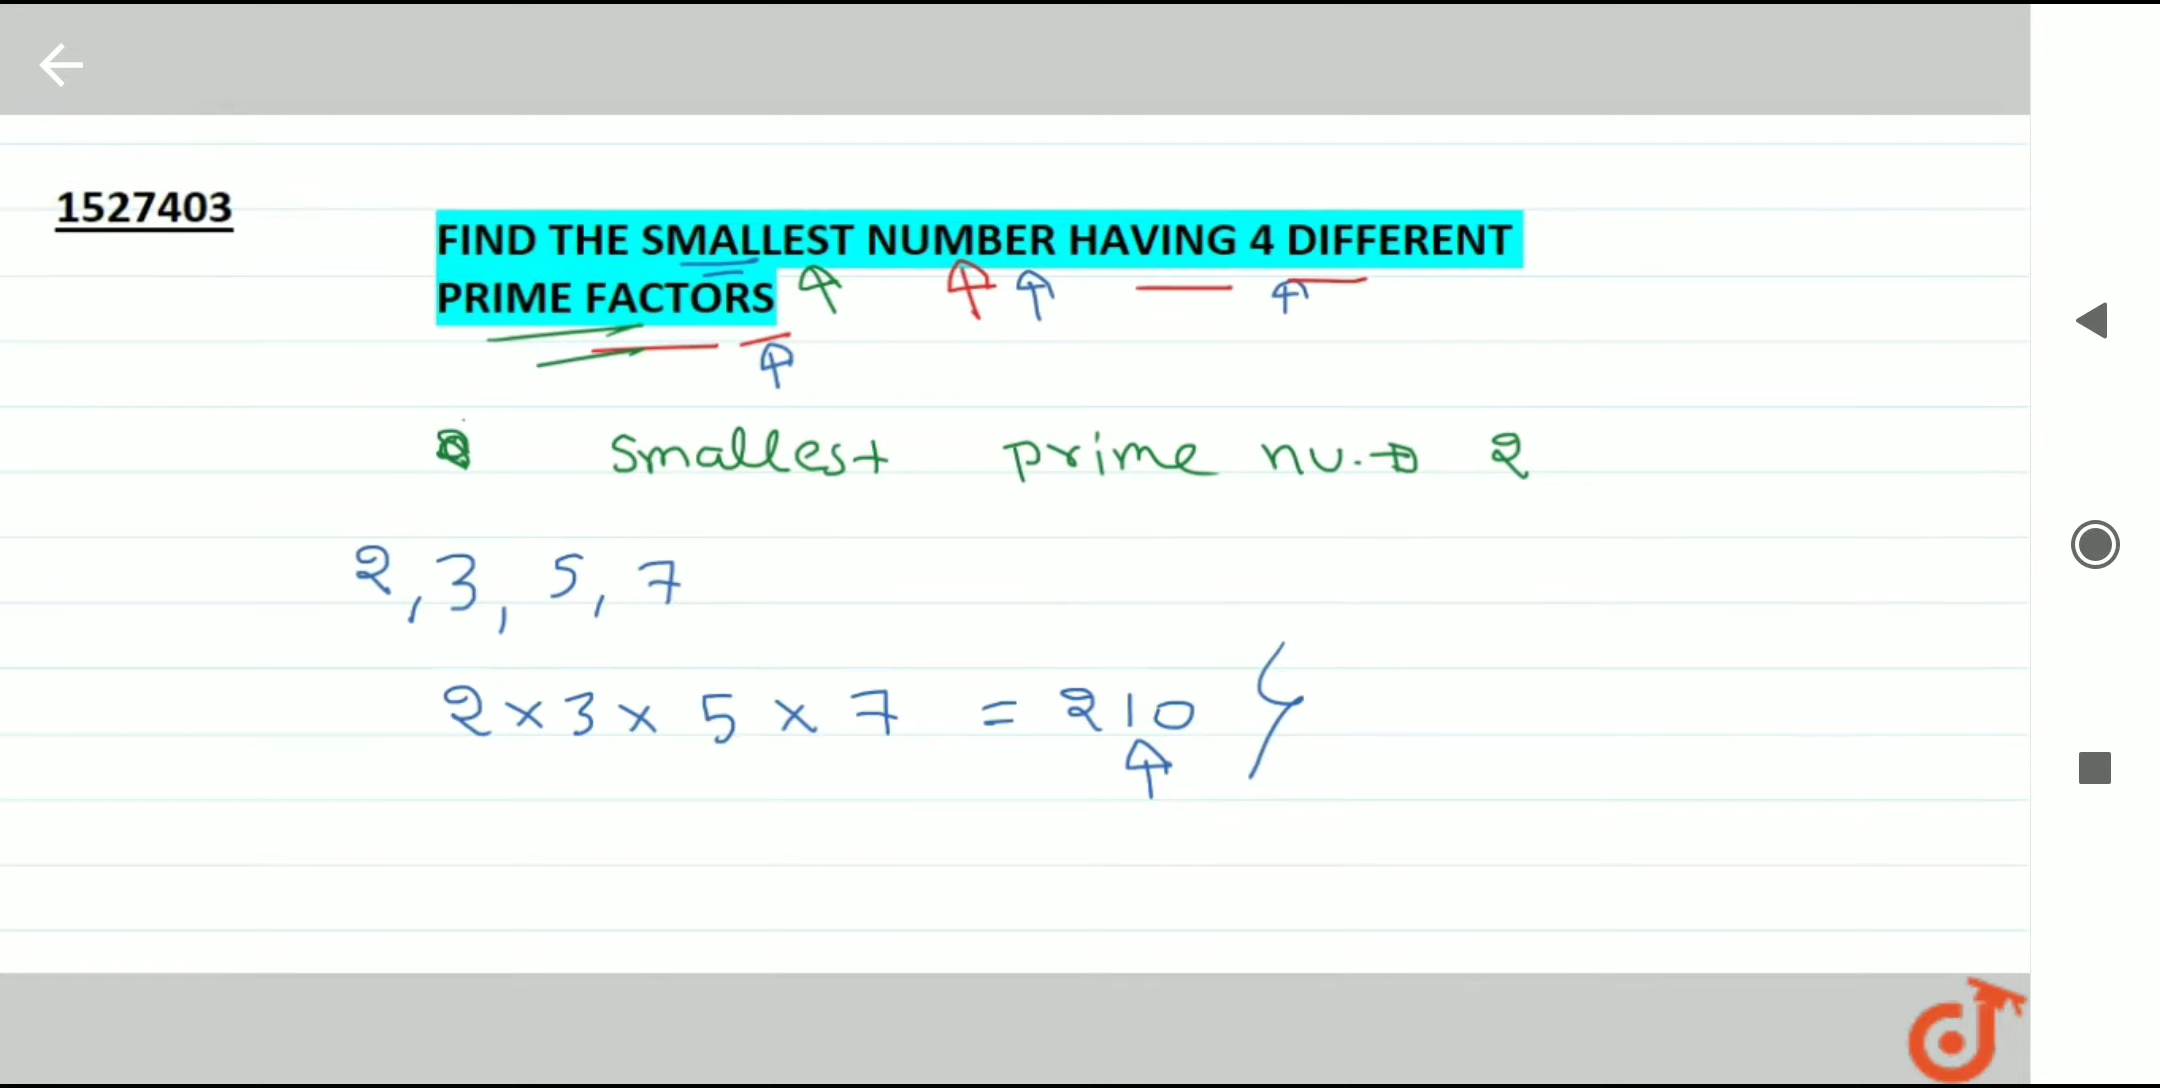 1527403
FIND THE SMALLEST NUMBER HAVING 4 DIFFERENT
PRIME FACTORS
Smallest prime nu. → 2
2, 3, 5, 7
2 × 3 × 5 × 7 = 210